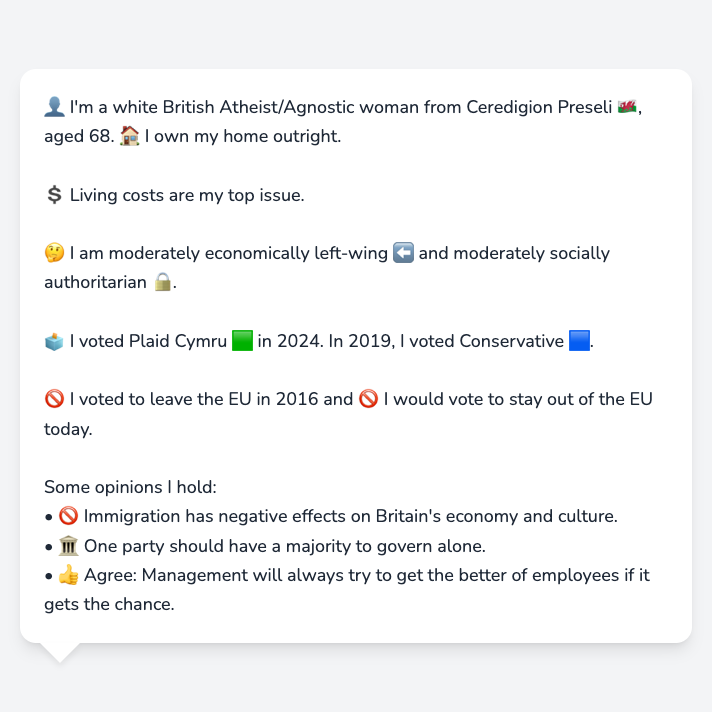 👤 I'm a white British Atheist/Agnostic woman from Ceredigion Preseli 🏴󠁧󠁢󠁷󠁬󠁳󠁿,
aged 68. 🏠 I own my home outright.
💲 Living costs are my top issue.
🤔 I am moderately economically left-wing ⬅️ and moderately socially
authoritarian 🔒.
🗳️ I voted Plaid Cymru 🟩 in 2024. In 2019, I voted Conservative 🟦.
🚫 I voted to leave the EU in 2016 and 🚫 I would vote to stay out of the EU
today.
Some opinions I hold:
• 🚫 Immigration has negative effects on Britain's economy and culture.
• 🏛️ One party should have a majority to govern alone.
• 👍 Agree: Management will always try to get the better of employees if it
gets the chance.